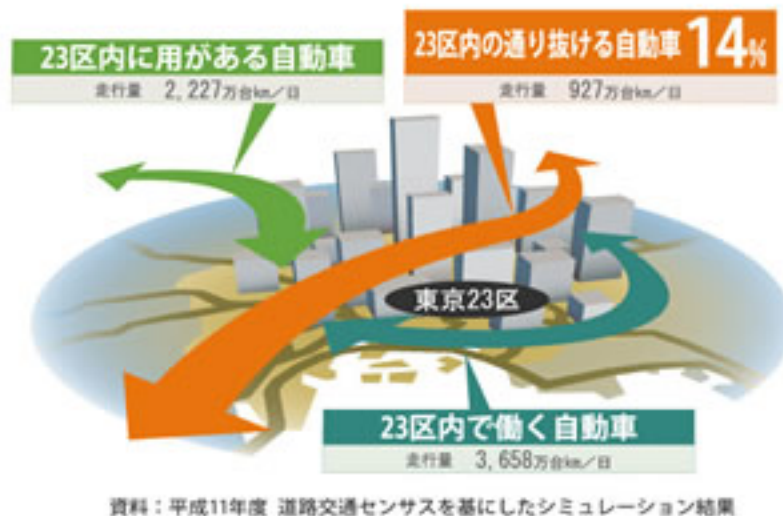 23区内に用がある自動車
走行量 2,227万台km/日
23区内の通り抜ける自動車 14%
走行量 927万台km/日
東京23区
23区内で働く自動車
走行量 3,658万台km/日
資料：平成11年度 道路交通センサスを基にしたシミュレーション結果